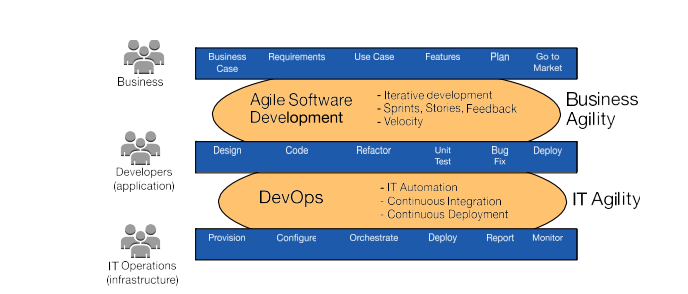 Business Case Requirements Use Case Features Plan Go to Market
Business
Agile Software Development
- Iterative development
- Sprints, Stories, Feedback
- Velocity
Business Agility
Design Code Refactor Unit Test Bug Fix Deploy
Developers
(application)
DevOps
- IT Automation
- Continuous Integration
- Continuous Deployment
IT Agility
Provision Configure Orchestrate Deploy Report Monitor
IT Operations
(infrastructure)